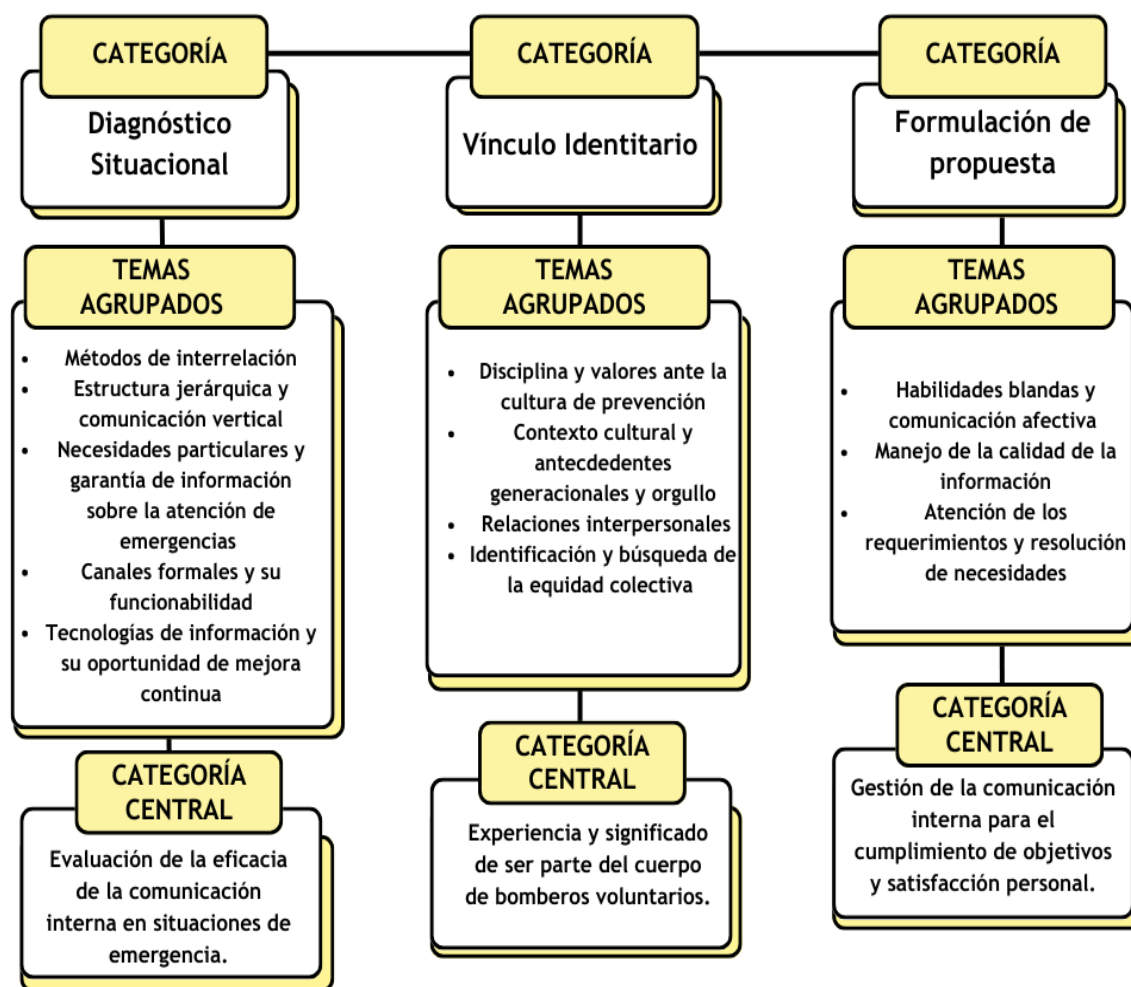 CATEGORÍA
Diagnóstico
Situacional
TEMAS
AGRUPADOS
• Métodos de interrelación
• Estructura jerárquica y
comunicación vertical
• Necesidades particulares y
garantía de información
sobre la atención de
emergencias
• Canales formales y su
funcionabilidad
• Tecnologías de información y
su oportunidad de mejora
continua
CATEGORÍA
CENTRAL
Evaluación de la eficacia
de la comunicación
interna en situaciones de
emergencia.
CATEGORÍA
Vínculo Identitario
TEMAS
AGRUPADOS
• Disciplina y valores ante la
cultura de prevención
• Contexto cultural y
antecdedentes
generacionales y orgullo
• Relaciones interpersonales
• Identificación y búsqueda de
la equidad colectiva
CATEGORÍA
CENTRAL
Experiencia y significado
de ser parte del cuerpo
de bomberos voluntarios.
CATEGORÍA
Formulación de
propuesta
TEMAS
AGRUPADOS
• Habilidades blandas y
comunicación afectiva
• Manejo de la calidad de la
información
• Atención de los
requerimientos y resolución
de necesidades
CATEGORÍA
CENTRAL
Gestión de la comunicación
interna para el
cumplimiento de objetivos
y satisfacción personal.